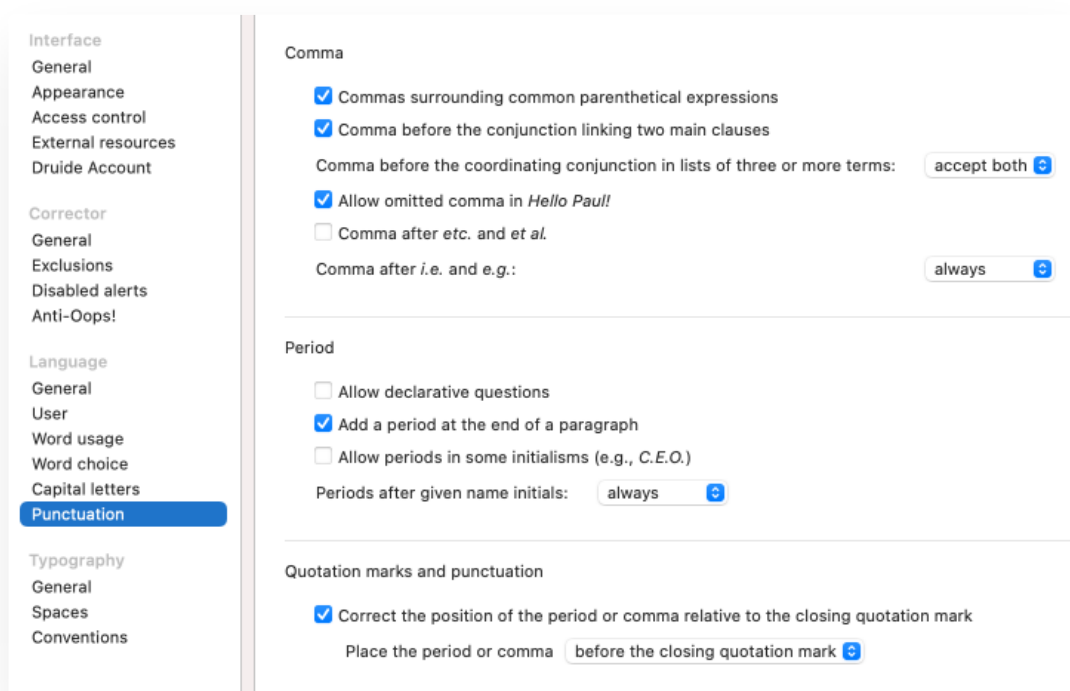 Interface
General
Appearance
Access control
External resources
Druide Account
Corrector
General
Exclusions
Disabled alerts
Anti-Oops!
Language
General
User
Word usage
Word choice
Capital letters
Punctuation
Typography
General
Spaces
Conventions
Comma
Commas surrounding common parenthetical expressions
Comma before the conjunction linking two main clauses
Comma before the coordinating conjunction in lists of three or more terms: accept both
Allow omitted comma in Hello Paul!
Comma after etc. and et al.
Comma after i.e. and e.g.: always
Period
Allow declarative questions
Add a period at the end of a paragraph
Allow periods in some initialisms (e.g., C.E.O.)
Periods after given name initials: always
Quotation marks and punctuation
Correct the position of the period or comma relative to the closing quotation mark
Place the period or comma before the closing quotation mark